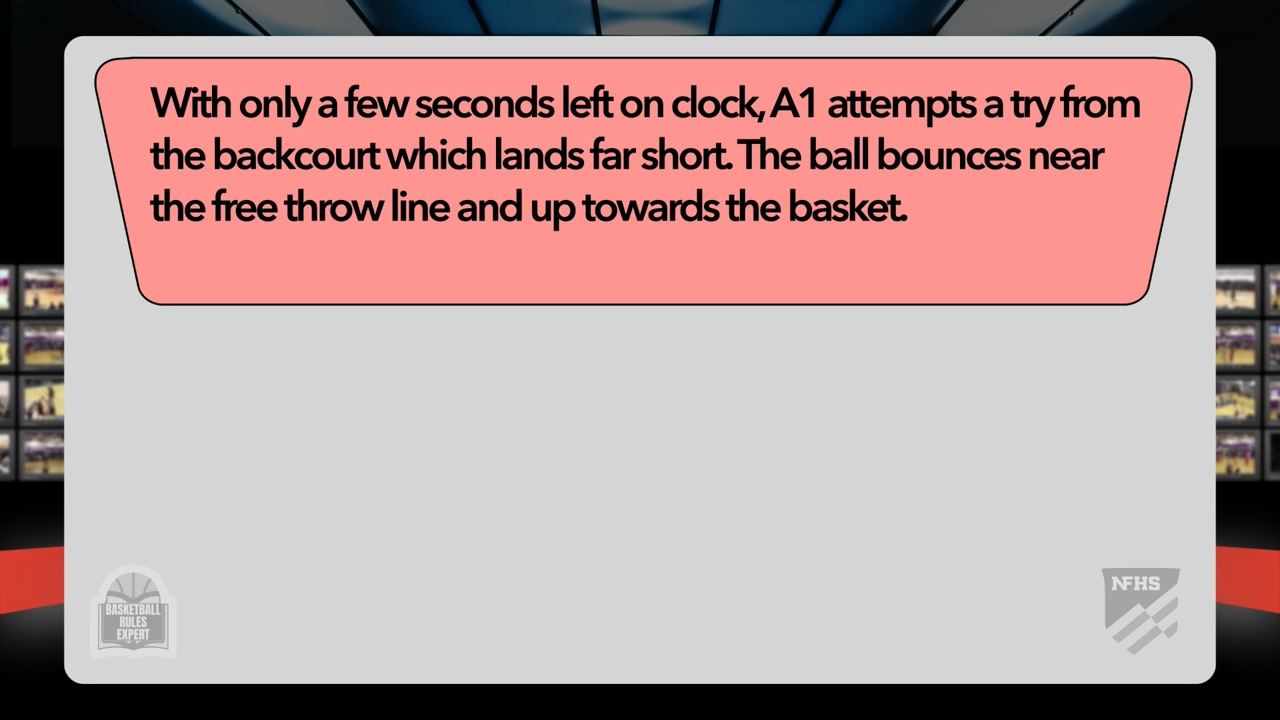 With only a few seconds left on clock, A1 attempts a try from
the backcourt which lands far short. The ball bounces near
the free throw line and up towards the basket.
BASKETBALL
RULES
EXPERT
NFHS